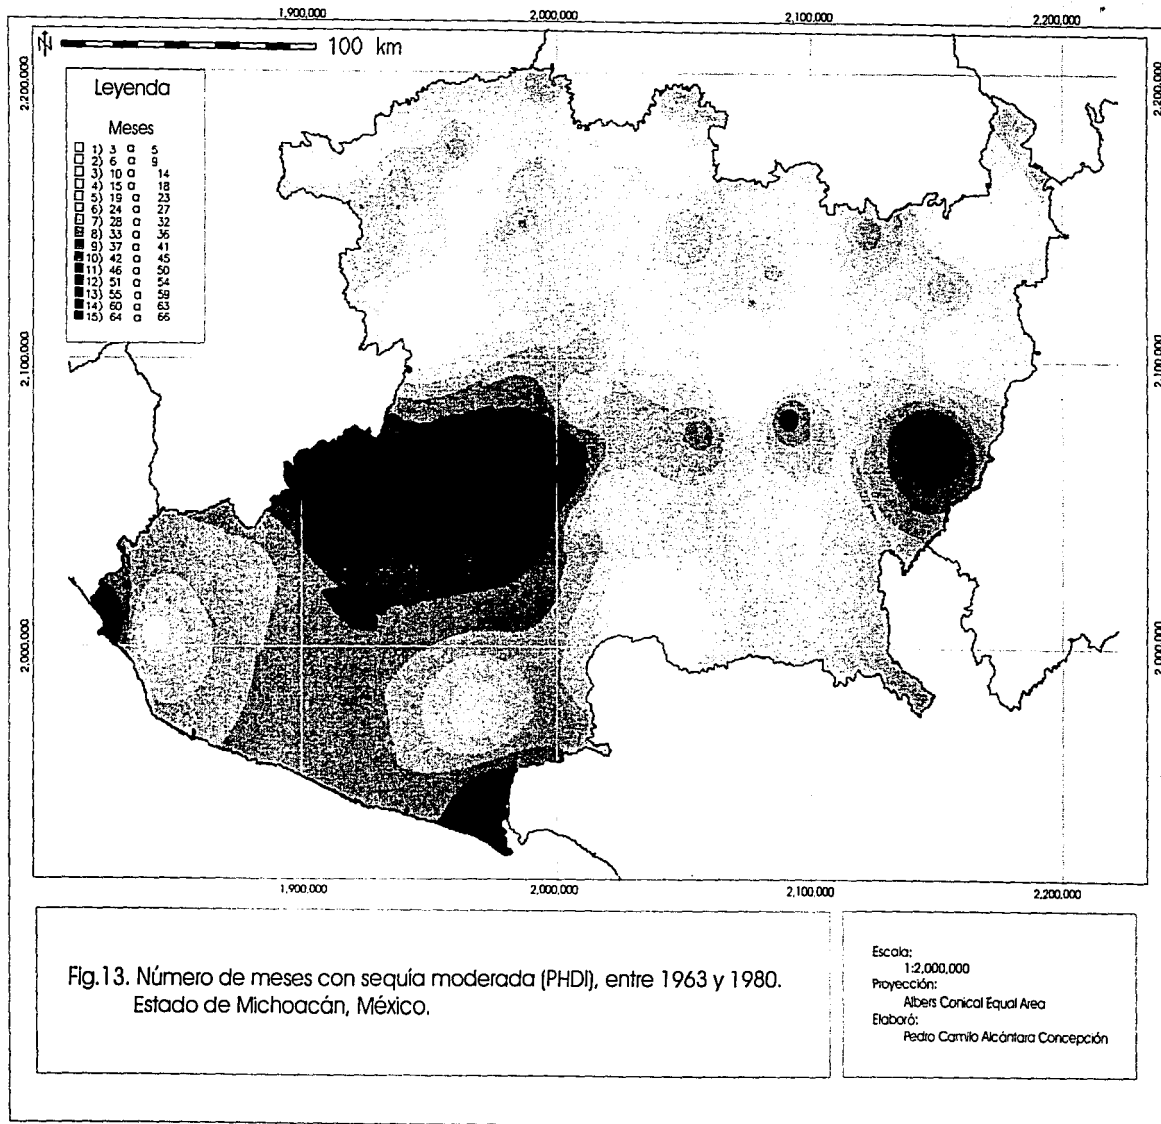 1,900,000 2,000,000 2,100,000 2,200,000
N 100 km
2,200,000 2,200,000
Leyenda
Meses
1) 3 a 5
2) 6 a 9
3) 10 a 14
4) 15 a 18
5) 19 a 23
6) 24 a 27
7) 28 a 32
8) 33 a 36
9) 37 a 41
10) 42 a 45
11) 46 a 50
12) 51 a 54
13) 55 a 59
14) 60 a 63
15) 64 a 66
2,100,000 2,100,000
2,000,000 2,000,000
1,900,000 2,000,000 2,100,000 2,200,000
Fig.13. Número de meses con sequía moderada (PHDI), entre 1963 y 1980.
Estado de Michoacán, México.
Escala:
1:2,000,000
Proyección:
Albers Conical Equal Area
Elaboró:
Pedro Camilo Alcántara Concepción